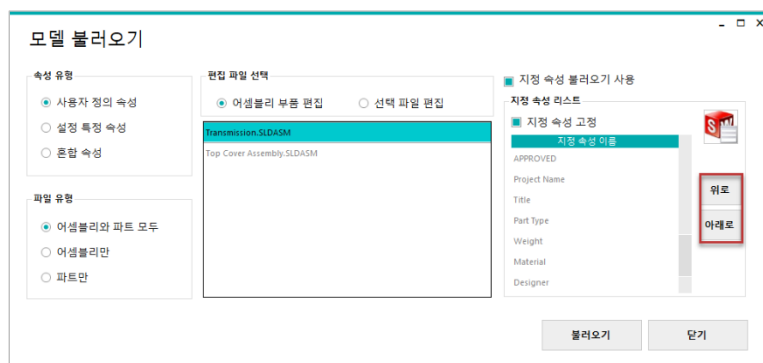 모델 불러오기
속성 유형
사용자 정의 속성
설정 특정 속성
혼합 속성
파일 유형
어셈블리와 파트 모두
어셈블리만
파트만
편집 파일 선택
어셈블리 부품 편집
선택 파일 편집
Transmission.SLDASM
Top Cover Assembly.SLDASM
지정 속성 불러오기 사용
지정 속성 리스트
지정 속성 고정
지정 속성 이름
APPROVED
Project Name
Title
Part Type
Weight
Material
Designer
위로
아래로
불러오기
닫기